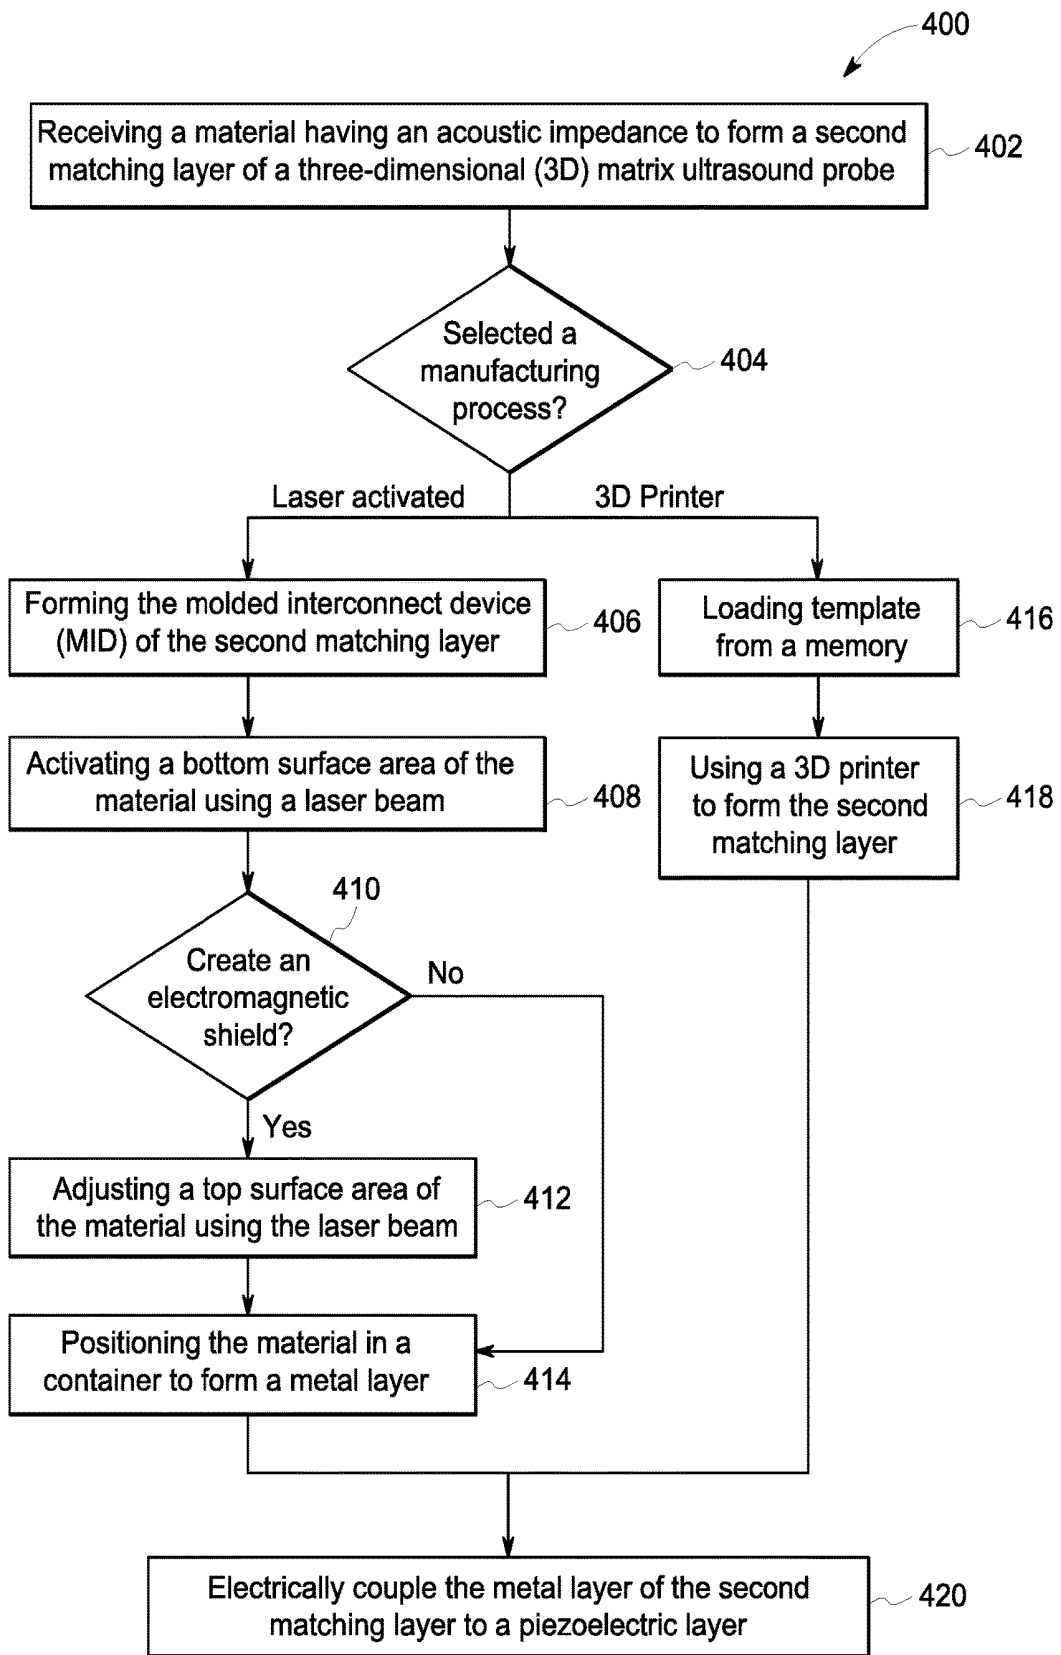 400
Receiving a material having an acoustic impedance to form a second
matching layer of a three-dimensional (3D) matrix ultrasound probe
402
Selected a
manufacturing
process?
404
Laser activated
3D Printer
Forming the molded interconnect device
(MID) of the second matching layer
406
Loading template
from a memory
416
Activating a bottom surface area of the
material using a laser beam
408
Using a 3D printer
to form the second
matching layer
418
410
Create an
electromagnetic
shield?
No
Yes
Adjusting a top surface area of
the material using the laser beam
412
Positioning the material in a
container to form a metal layer
414
Electrically couple the metal layer of the second
matching layer to a piezoelectric layer
420